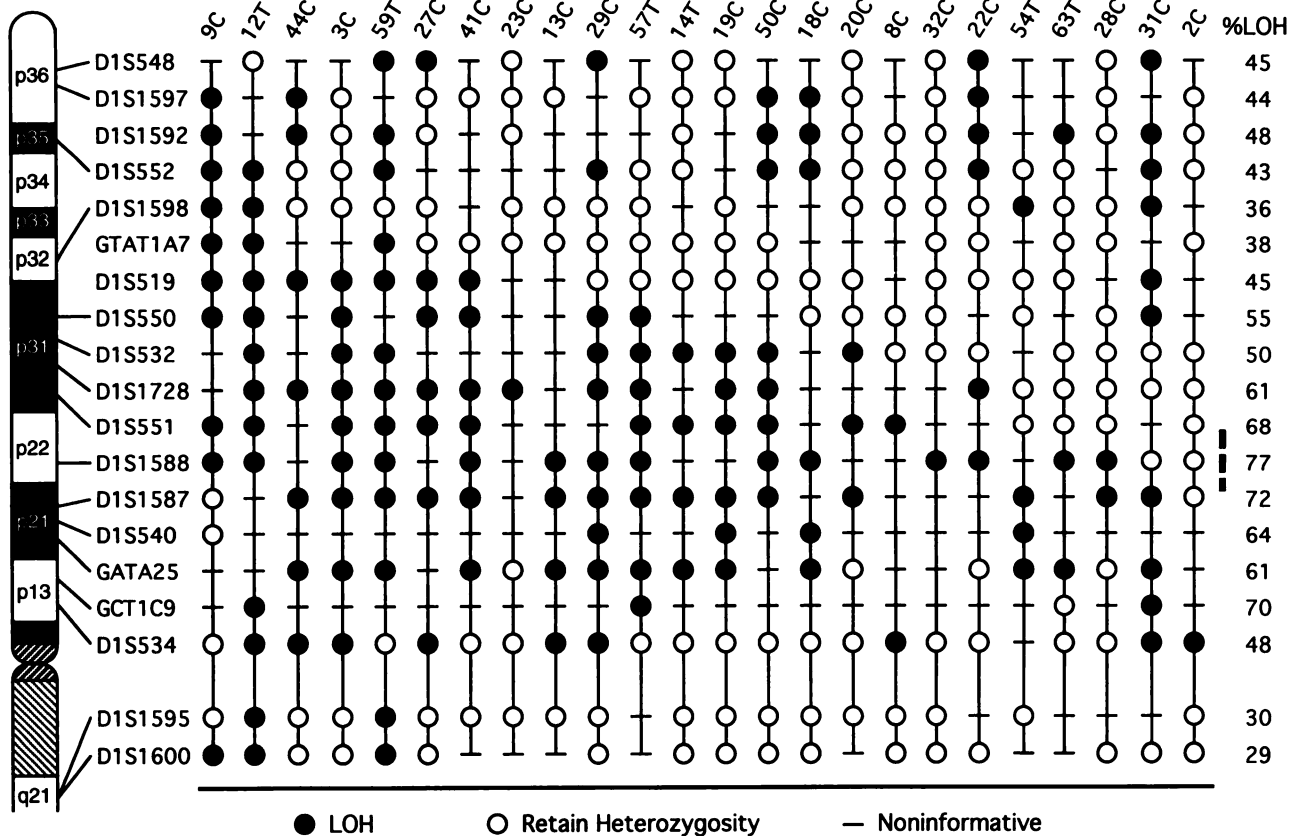 9C 12T 44C 3C 59T 27C 41C 23C 13C 29C 57T 14T 19C 50C 18C 20C 8C 32C 22C 54T 63T 28C 31C 2C %LOH
p36
p35
p34
p33
p32
p31
p22
p21
p13
q21
D1S548 45
D1S1597 44
D1S1592 48
D1S552 43
D1S1598 36
GTAT1A7 38
D1S519 45
D1S550 55
D1S532 50
D1S1728 61
D1S551 68
D1S1588 77
D1S1587 72
D1S540 64
GATA25 61
GCT1C9 70
D1S534 48
D1S1595 30
D1S1600 29
LOH Retain Heterozygosity Noninformative